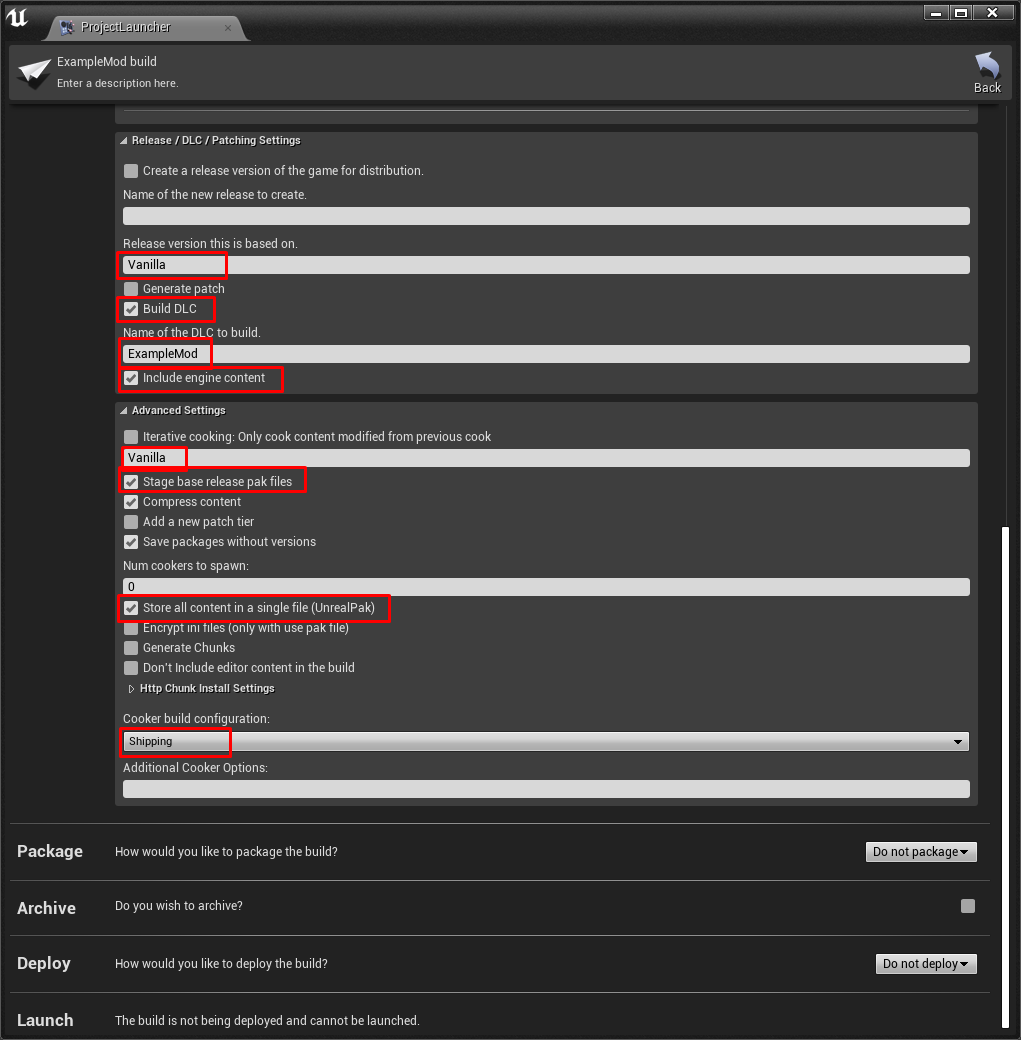 ProjectLauncher
ExampleMod build
Enter a description here.
Back
Release / DLC / Patching Settings
Create a release version of the game for distribution.
Name of the new release to create.
Release version this is based on.
Vanilla
Generate patch
Build DLC
Name of the DLC to build.
ExampleMod
Include engine content
Advanced Settings
Iterative cooking: Only cook content modified from previous cook
Vanilla
Stage base release pak files
Compress content
Add a new patch tier
Save packages without versions
Num cookers to spawn:
0
Store all content in a single file (UnrealPak)
Encrypt ini files (only with use pak file)
Generate Chunks
Don't Include editor content in the build
Http Chunk Install Settings
Cooker build configuration:
Shipping
Additional Cooker Options:
Package How would you like to package the build? Do not package
Archive Do you wish to archive?
Deploy How would you like to deploy the build? Do not deploy
Launch The build is not being deployed and cannot be launched.